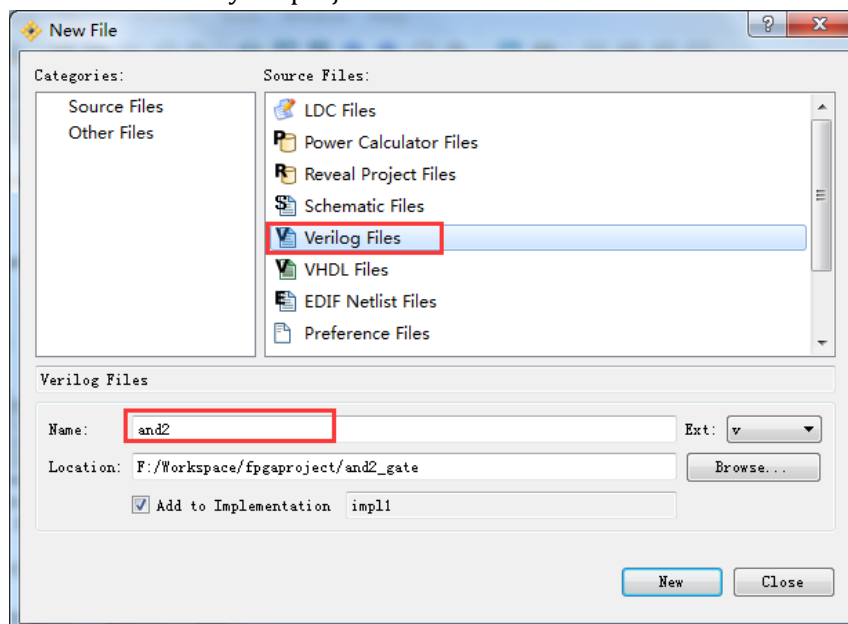 New File
Categories:
Source Files:
Source Files
Other Files
LDC Files
Power Calculator Files
Reveal Project Files
Schematic Files
Verilog Files
VHDL Files
EDIF Netlist Files
Preference Files
Verilog Files
Name: and2 Ext: v
Location: F:/Workspace/fpgaproject/and2_gate Browse...
Add to Implementation impl1
New Close